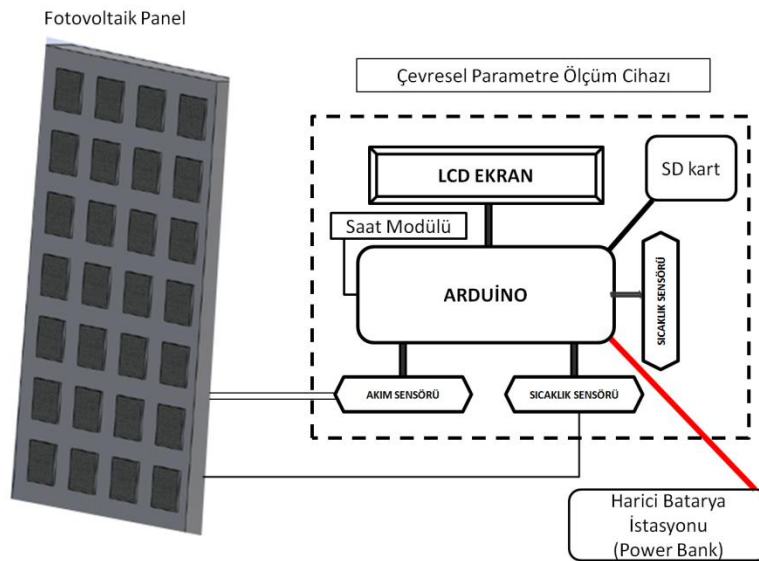 Fotovoltaik Panel
Çevresel Parametre Ölçüm Cihazı
LCD EKRAN
SD kart
Saat Modülü
ARDUİNO
SICAKLIK SENSÖRÜ
AKIM SENSÖRÜ
SICAKLIK SENSÖRÜ
Harici Batarya
İstasyonu
(Power Bank)